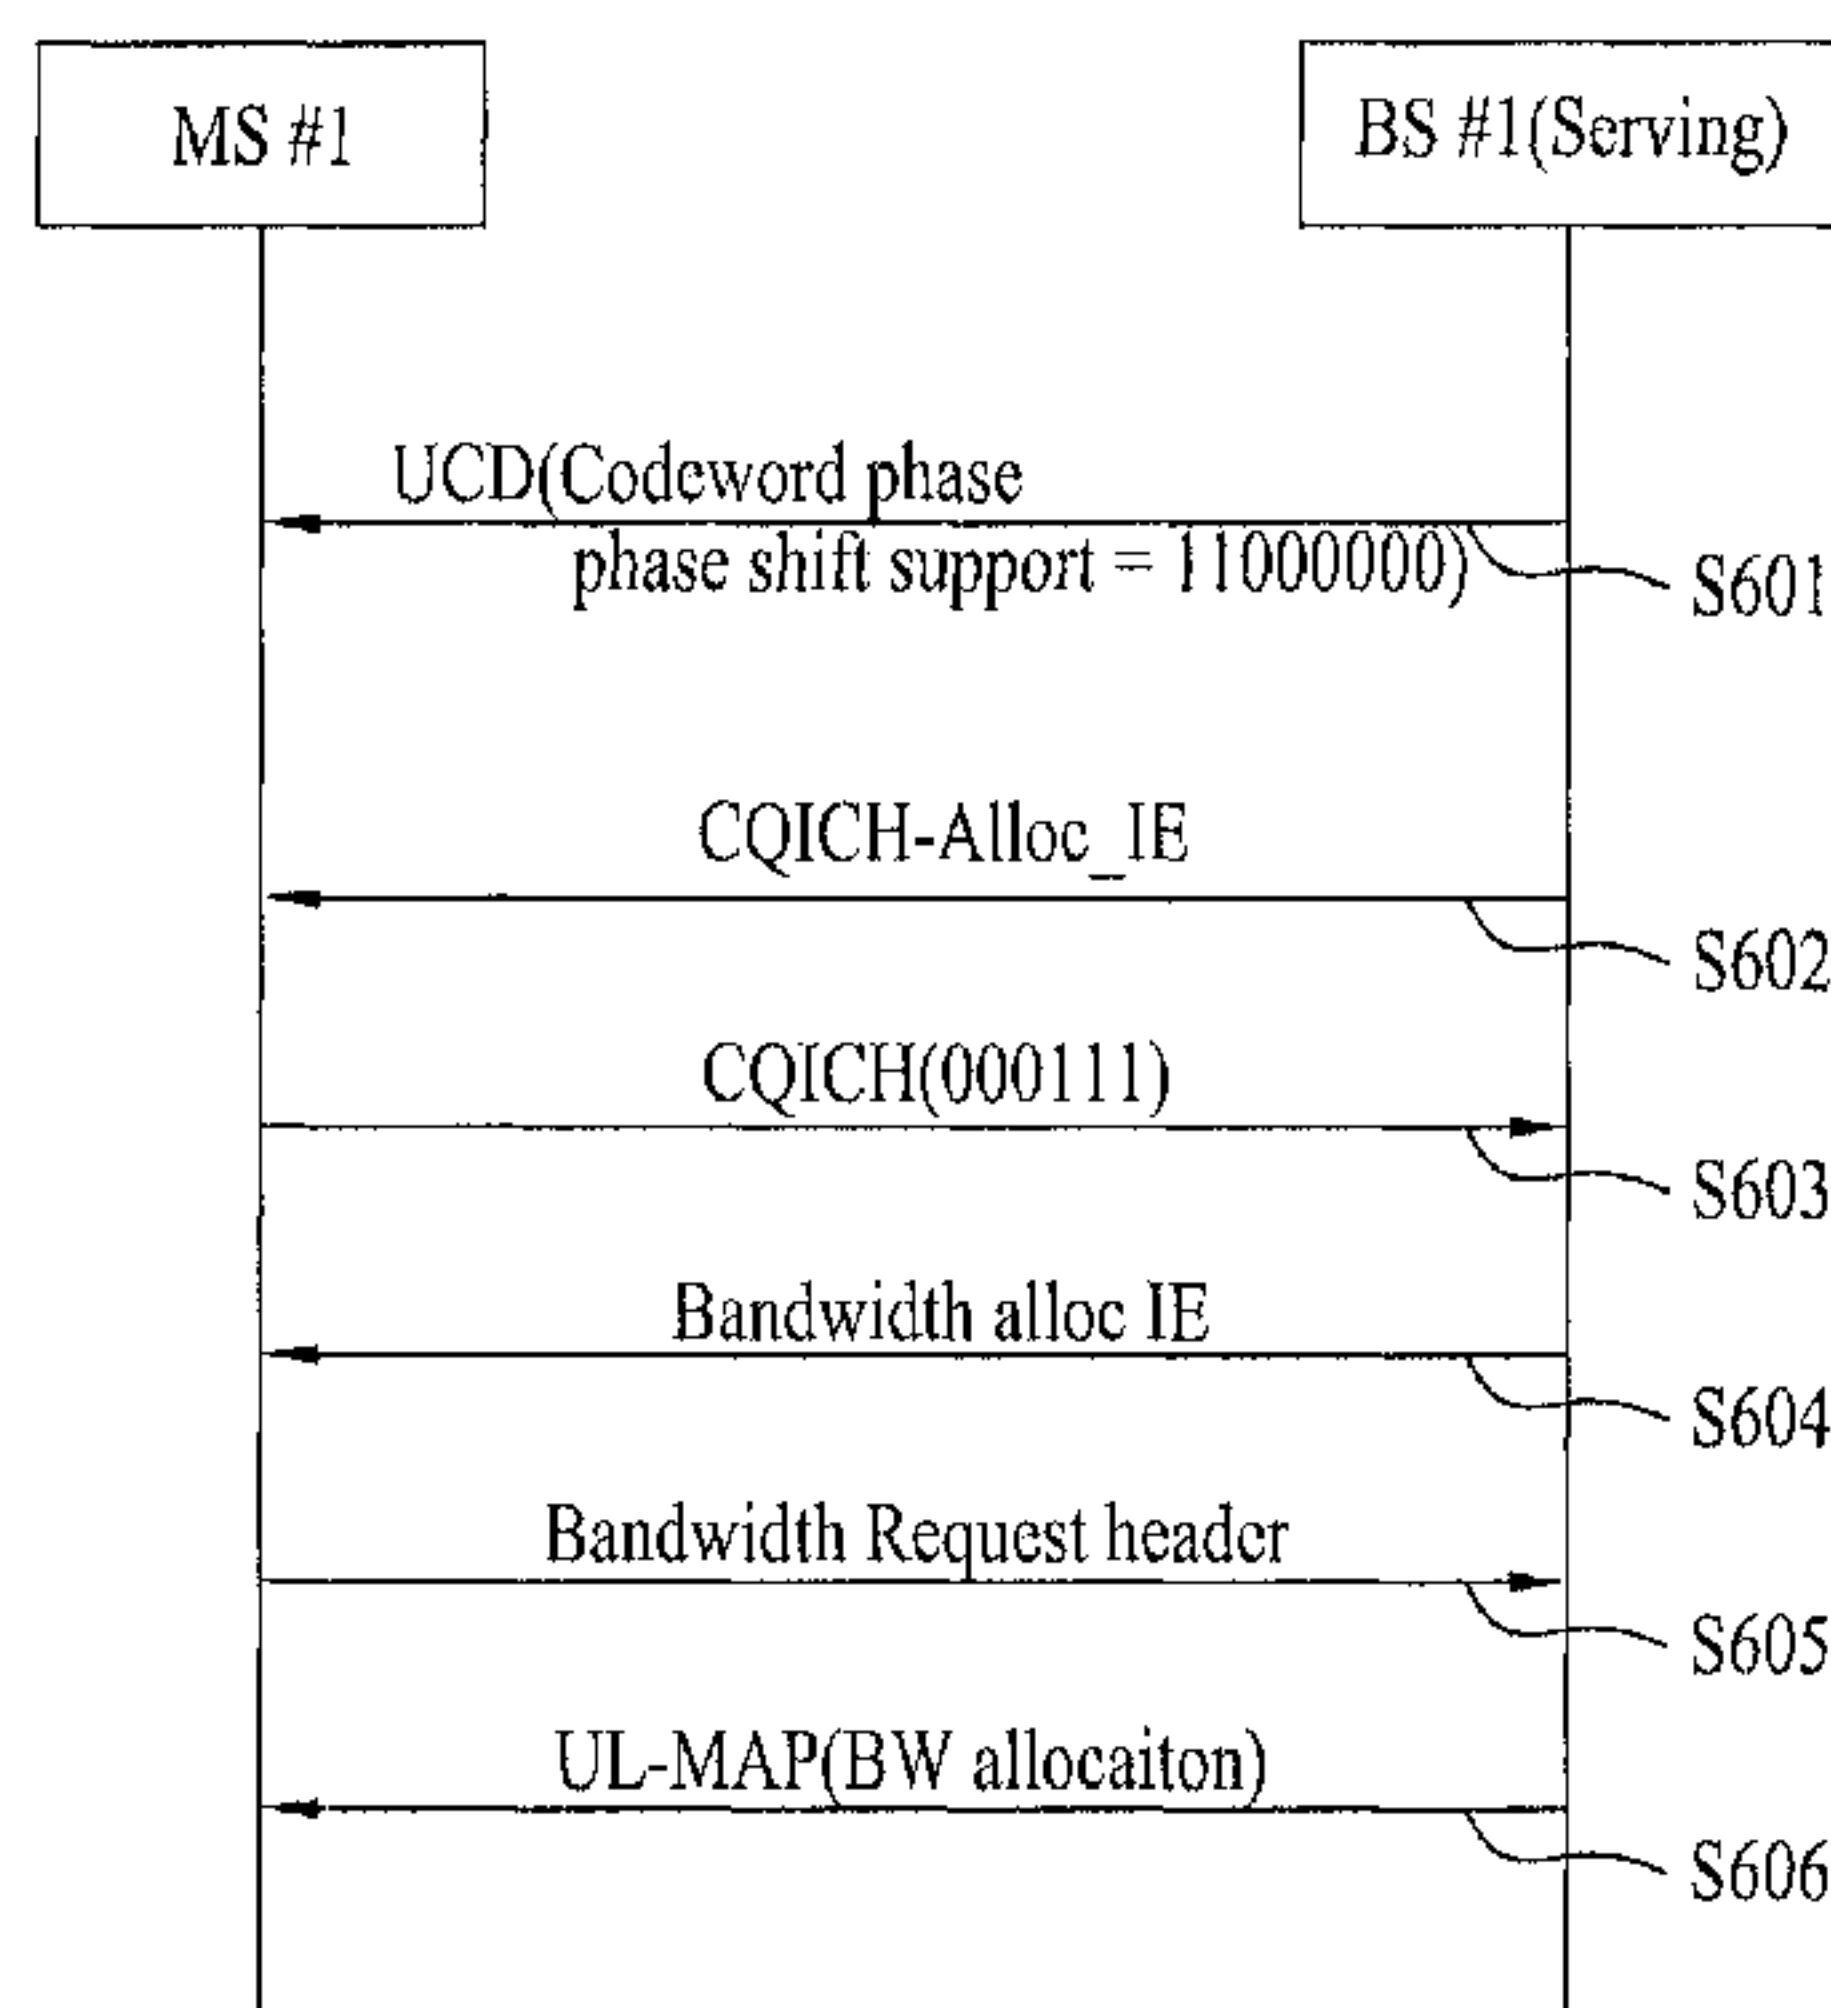 MS #1
BS #1(Serving)
UCD(Codeword phase
phase shift support = 11000000)
S601
CQICH-Alloc_IE
S602
CQICH(000111)
S603
Bandwidth alloc IE
S604
Bandwidth Request header
S605
UL-MAP(BW allocaiton)
S606